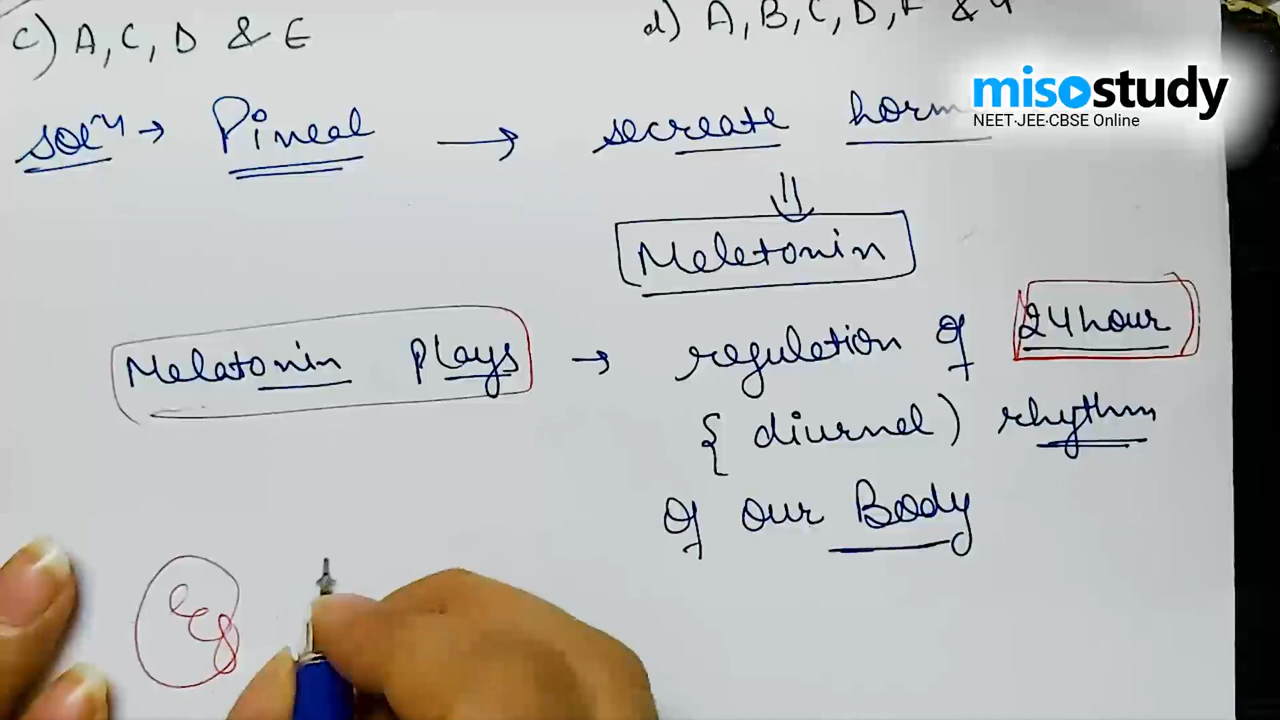 c) A, C, D & E
d) A, B, C, D, F & G
misostudy
NEET·JEE·CBSE Online
solⁿ → Pineal → secreate horm
Meletonin
Melatonin Plays → regulation of 24 hour
{ diurnel) rhythm
of our Body
Eg